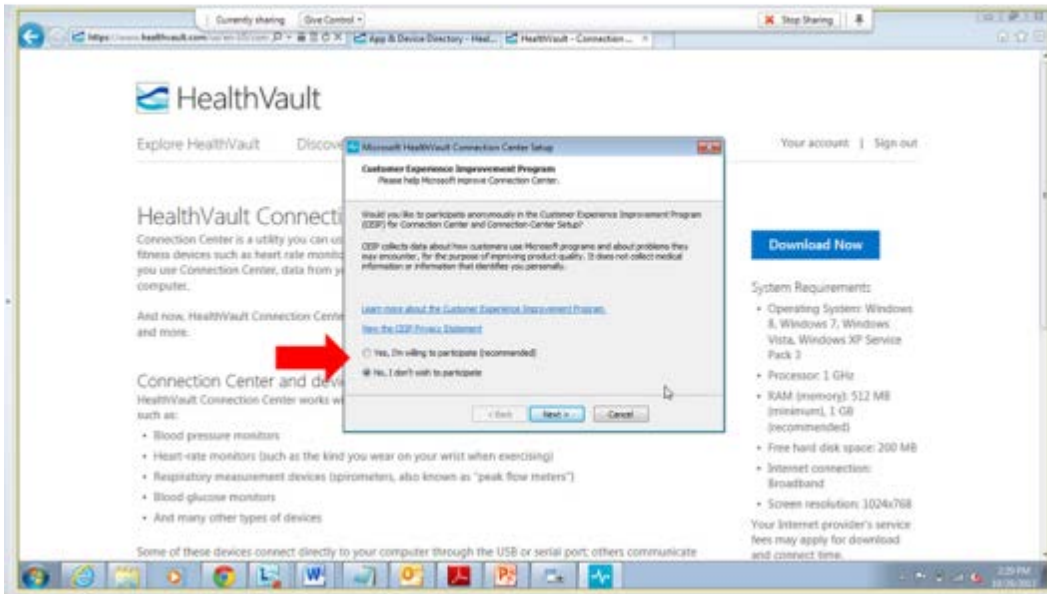 Currently sharing Give Control
Stop Sharing
App & Device Directory - Heal... HealthVault - Connection ...
HealthVault
Explore HealthVault Discove
Your account | Sign out
Microsoft HealthVault Connection Center Setup
Customer Experience Improvement Program
Please help Microsoft improve Connection Center.
Would you like to participate anonymously in the Customer Experience Improvement Program
(CEIP) for Connection Center and Connection Center Setup?
CEIP collects data about how customers use Microsoft programs and about problems they
may encounter, for the purpose of improving product quality. It does not collect medical
information or information that identifies you personally.
Learn more about the Customer Experience Improvement Program.
View the CEIP Privacy Statement
Yes, I'm willing to participate (recommended)
No, I don't wish to participate
< Back Next > Cancel
HealthVault Connecti
Connection Center is a utility you can us
fitness devices such as heart rate monito
you use Connection Center, data from y
computer.
And now, HealthVault Connection Cente
and more.
Connection Center and devi
HealthVault Connection Center works wi
such as:
• Blood pressure monitors
• Heart-rate monitors (such as the kind you wear on your wrist when exercising)
• Respiratory measurement devices (spirometers, also known as "peak flow meters")
• Blood glucose monitors
• And many other types of devices
Some of these devices connect directly to your computer through the USB or serial port; others communicate
Download Now
System Requirements
• Operating System: Windows
8, Windows 7, Windows
Vista, Windows XP Service
Pack 3
• Processor: 1 GHz
• RAM (memory): 512 MB
(minimum), 1 GB
(recommended)
• Free hard disk space: 200 MB
• Internet connection:
Broadband
• Screen resolution: 1024x768
Your Internet provider's service
fees may apply for download
and connect time.
2:29 PM